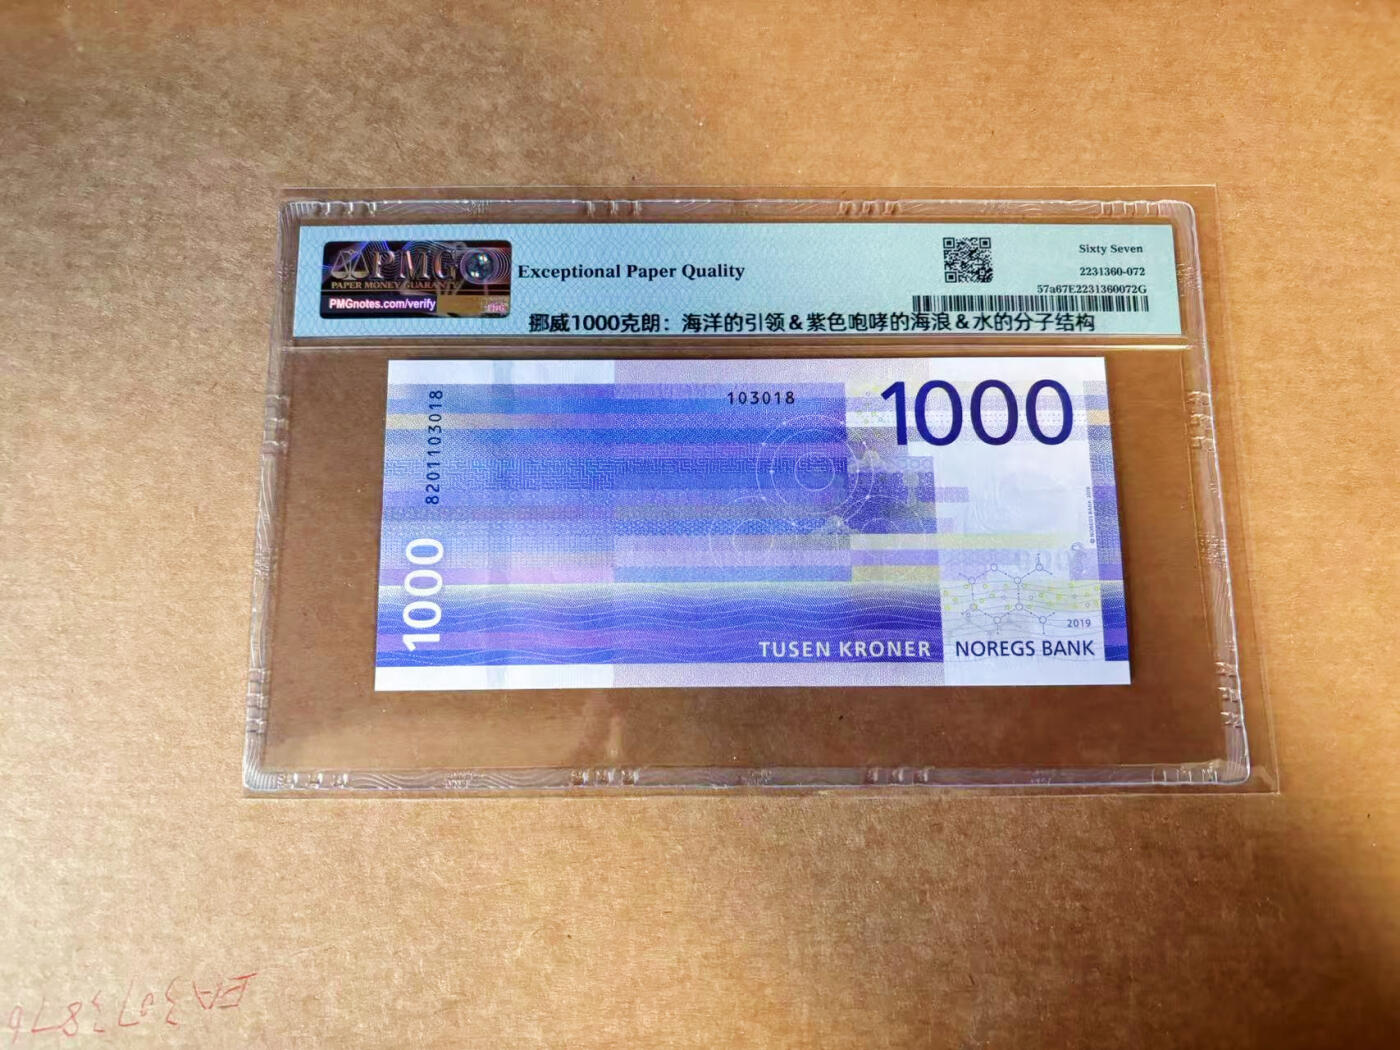 PMG
PAPER MONEY GUARANTY
PMGnotes.com/verify
Exceptional Paper Quality
Sixty Seven
2231360-072
57a67E2231360072G
挪威1000克朗：海洋的引领＆紫色咆哮的海浪＆水的分子结构
8201103018
103018
1000
1000
2019
TUSEN KRONER
NOREGS BANK